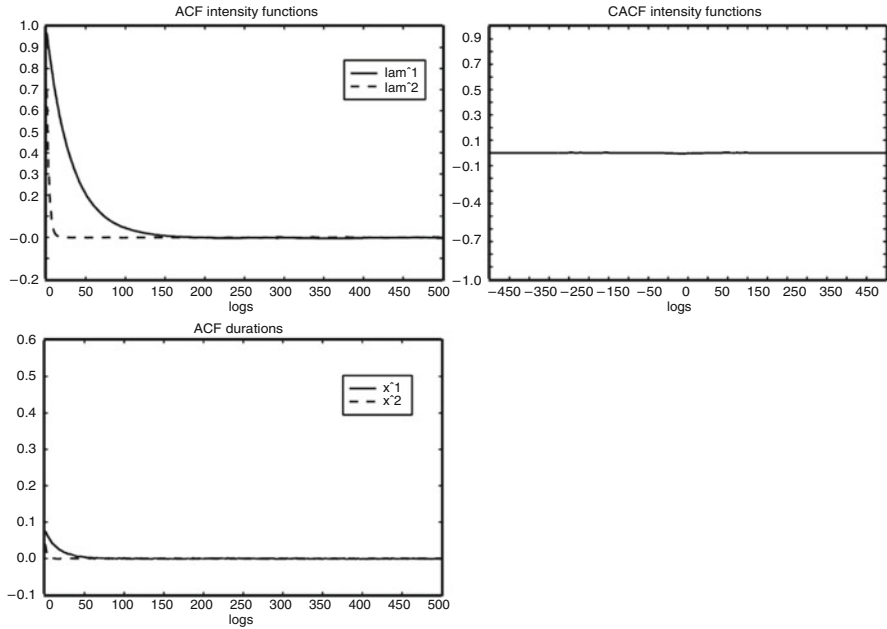 ACF intensity functions
1.0
0.9
0.8
0.7
0.6
0.5
0.4
0.3
0.2
−0.0
−0.2
lam^1
lam^2
0 50 100 150 200 250 300 350 400 450 500
logs
CACF intensity functions
0.9
0.7
0.5
0.3
0.1
−0.1
−0.4
−0.7
−1.0
−450 −350 −250 −150 −50 0 50 150 250 350 450
logs
ACF durations
0.6
0.5
0.4
0.3
0.2
0.1
0.0
−0.1
x^1
x^2
0 50 100 150 200 250 300 350 400 450 500
logs